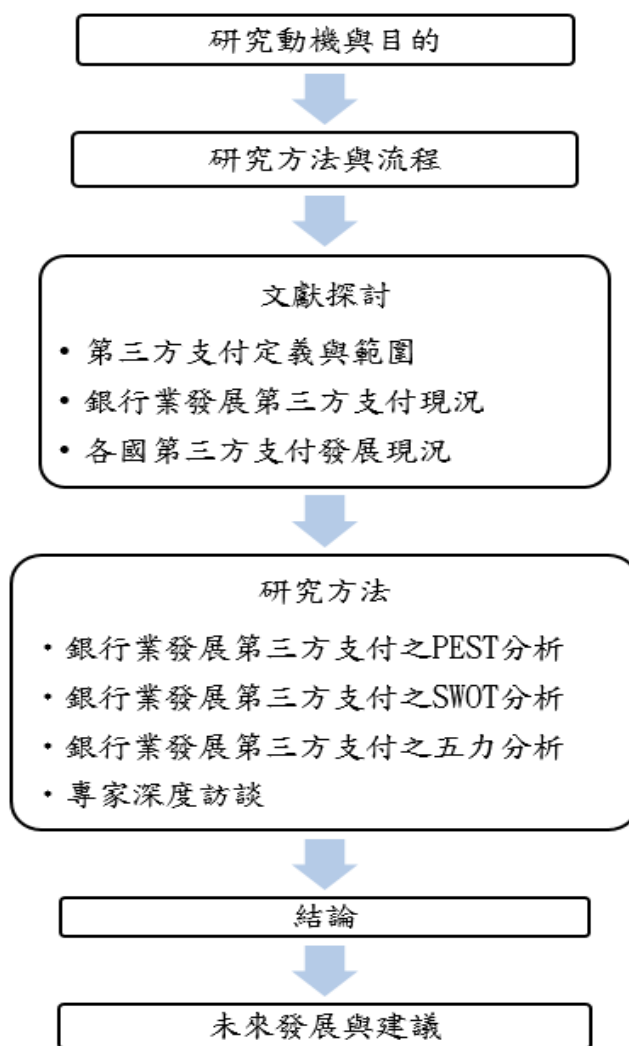 研究動機與目的
研究方法與流程
文獻探討
• 第三方支付定義與範圍
• 銀行業發展第三方支付現況
• 各國第三方支付發展現況
研究方法
• 銀行業發展第三方支付之PEST分析
• 銀行業發展第三方支付之SWOT分析
• 銀行業發展第三方支付之五力分析
• 專家深度訪談
結論
未來發展與建議